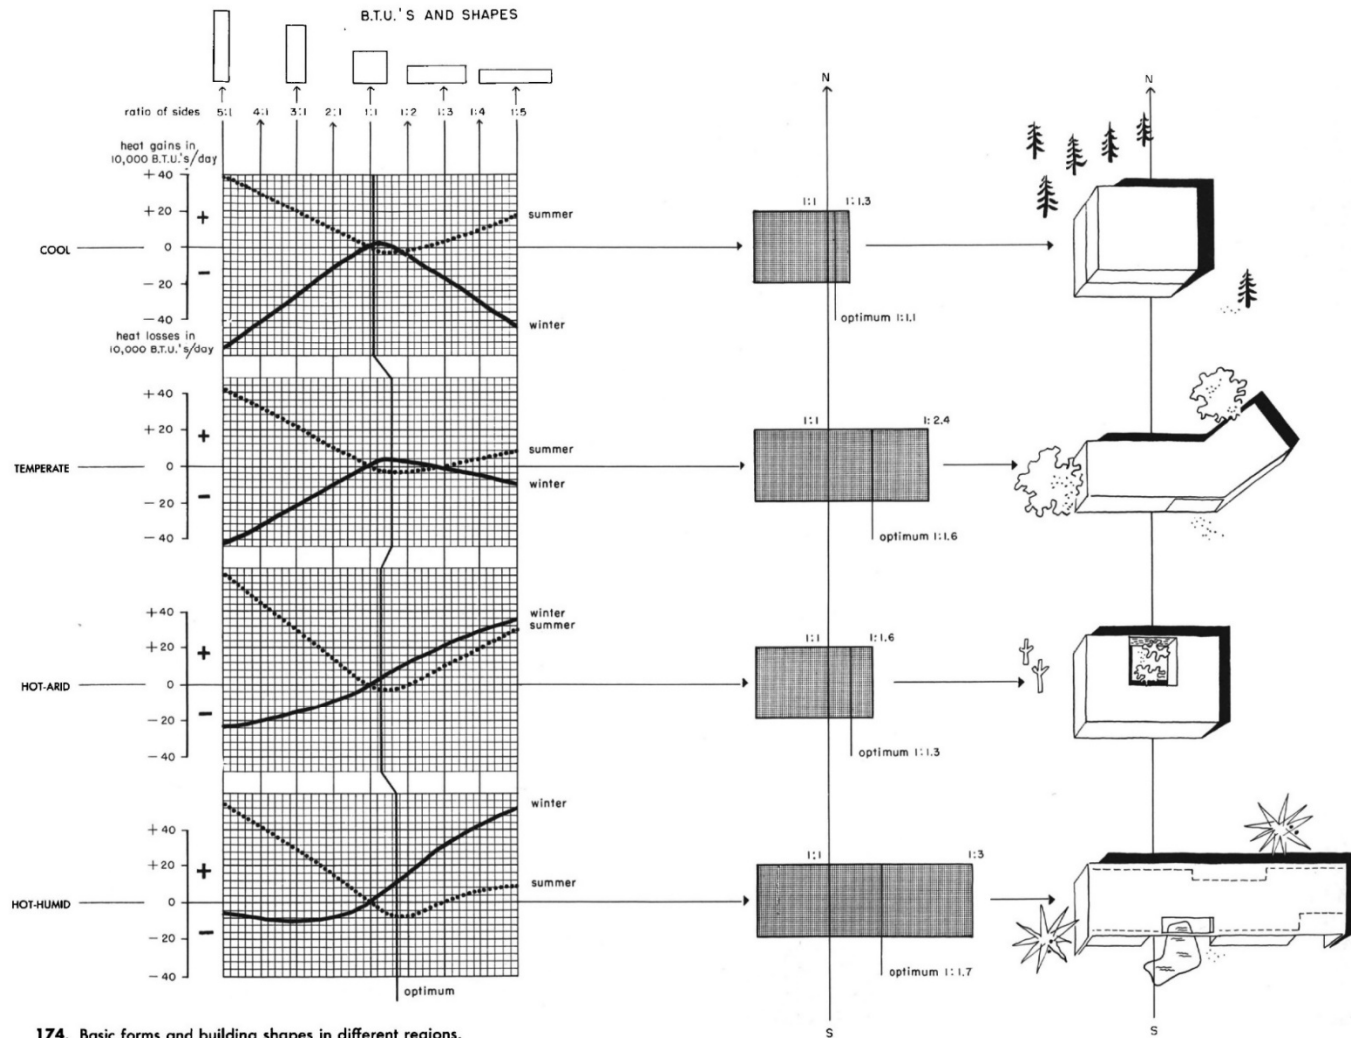 B.T.U.'S AND SHAPES
ratio of sides 5:1 4:1 3:1 2:1 1:1 1:2 1:3 1:4 1:5
heat gains in
10,000 B.T.U.'s/day
+40
+20
+
0
−
−20
−40
heat losses in
10,000 B.T.U.'s/day
COOL
summer
winter
N
1:1 1:1.3
optimum 1:1.1
N
+40
+20
+
0
−
−20
−40
TEMPERATE
summer
winter
1:1 1:2.4
optimum 1:1.6
+40
+20
+
0
−
−20
−40
HOT-ARID
winter
summer
1:1 1:1.6
optimum 1:1.3
+40
+20
+
0
−
−20
−40
HOT-HUMID
winter
summer
optimum
1:1 1:3
optimum 1:1.7
S
S
174. Basic forms and building shapes in different regions.